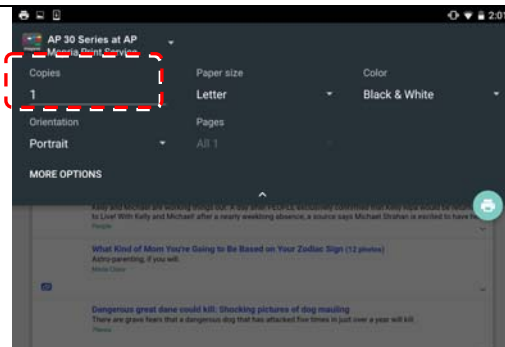 2:01
AP 30 Series at AP
Mopria Print Service
Copies
Paper size
Color
1
Letter
Black & White
Orientation
Pages
Portrait
All 1
MORE OPTIONS
to Live! With Kelly and Michael! after a nearly weeklong absence, a source says Michael Strahan is excited to have
People
What Kind of Mom You're Going to Be Based on Your Zodiac Sign (12 photos)
Astro-parenting, if you will.
Dangerous great dane could kill: Shocking pictures of dog mauling
There are grave fears that a dangerous dog that has attacked five times in just over a year will kill